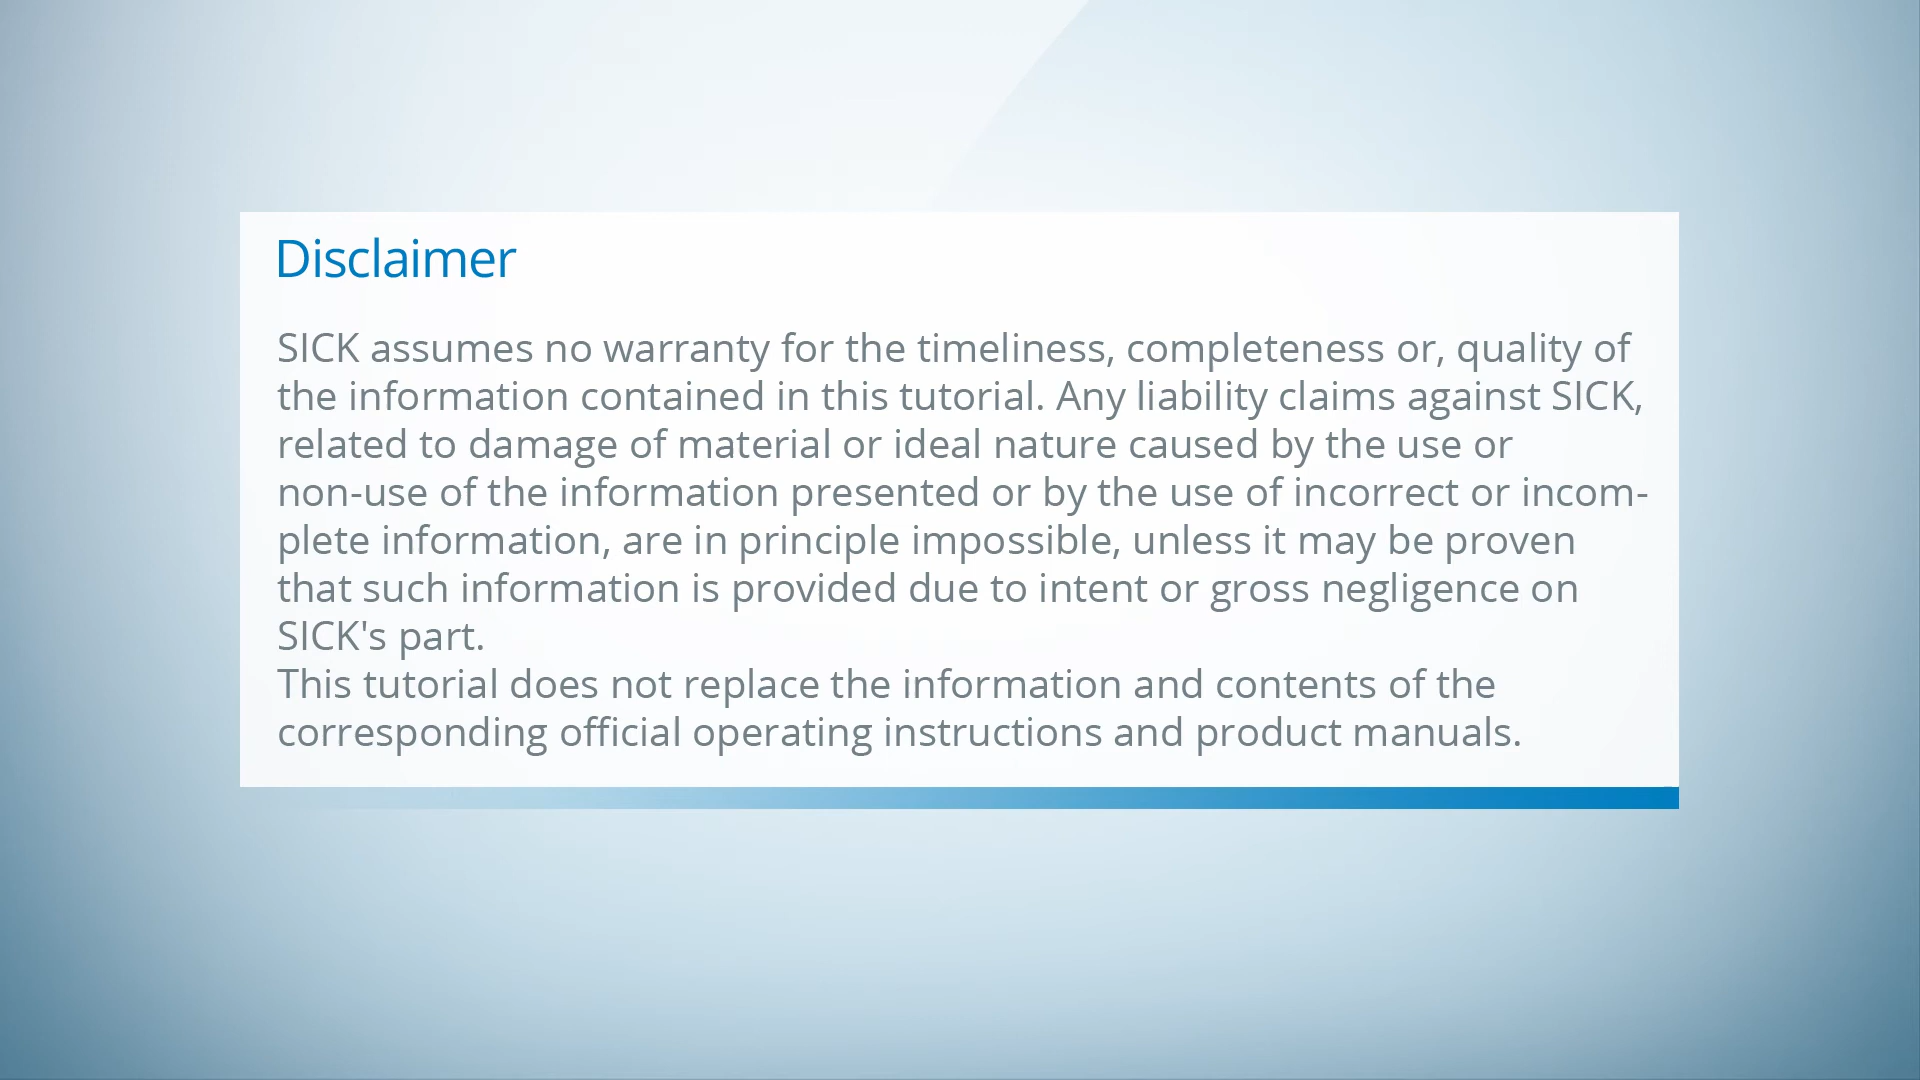 Disclaimer
SICK assumes no warranty for the timeliness, completeness or, quality of
the information contained in this tutorial. Any liability claims against SICK,
related to damage of material or ideal nature caused by the use or
non-use of the information presented or by the use of incorrect or incom-
plete information, are in principle impossible, unless it may be proven
that such information is provided due to intent or gross negligence on
SICK's part.
This tutorial does not replace the information and contents of the
corresponding official operating instructions and product manuals.